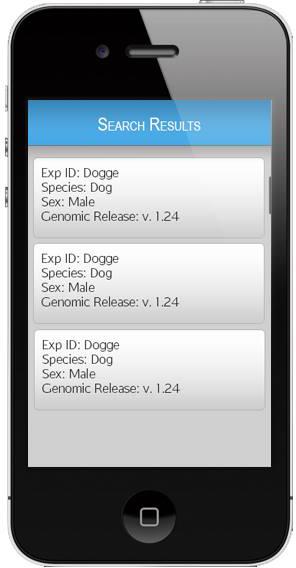 Search Results
Exp ID: Dogge
Species: Dog
Sex: Male
Genomic Release: v. 1.24
Exp ID: Dogge
Species: Dog
Sex: Male
Genomic Release: v. 1.24
Exp ID: Dogge
Species: Dog
Sex: Male
Genomic Release: v. 1.24